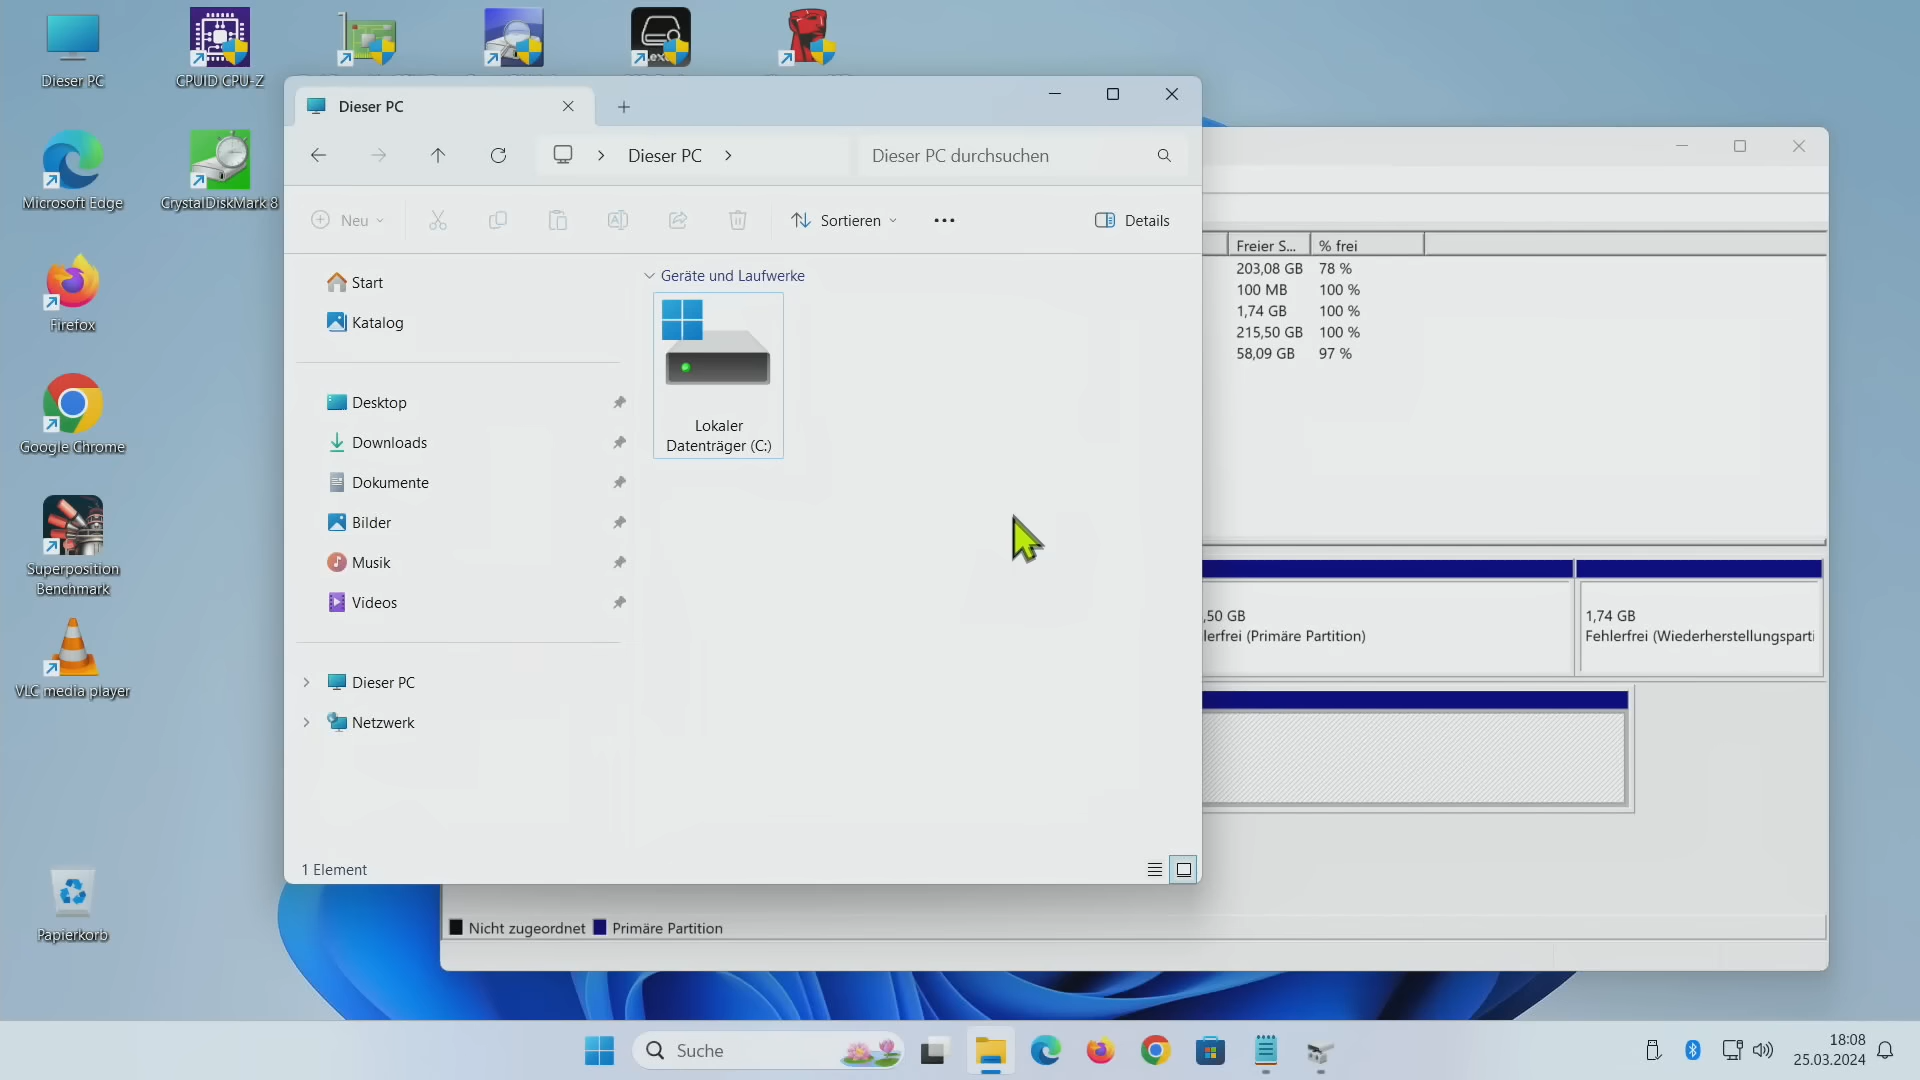 Dieser PC
CPUID CPU-Z
Microsoft Edge
CrystalDiskMark 8
Firefox
Google Chrome
Superposition
Benchmark
VLC media player
Papierkorb
.exe
Dieser PC
Dieser PC
Dieser PC durchsuchen
Neu
Sortieren
Details
Start
Katalog
Desktop
Downloads
Dokumente
Bilder
Musik
Videos
Dieser PC
Netzwerk
Geräte und Laufwerke
Lokaler
Datenträger (C:)
1 Element
Freier S... % frei
203,08 GB 78 %
100 MB 100 %
1,74 GB 100 %
215,50 GB 100 %
58,09 GB 97 %
,50 GB
lerfrei (Primäre Partition)
1,74 GB
Fehlerfrei (Wiederherstellungsparti
Nicht zugeordnet Primäre Partition
Suche
18:08
25.03.2024